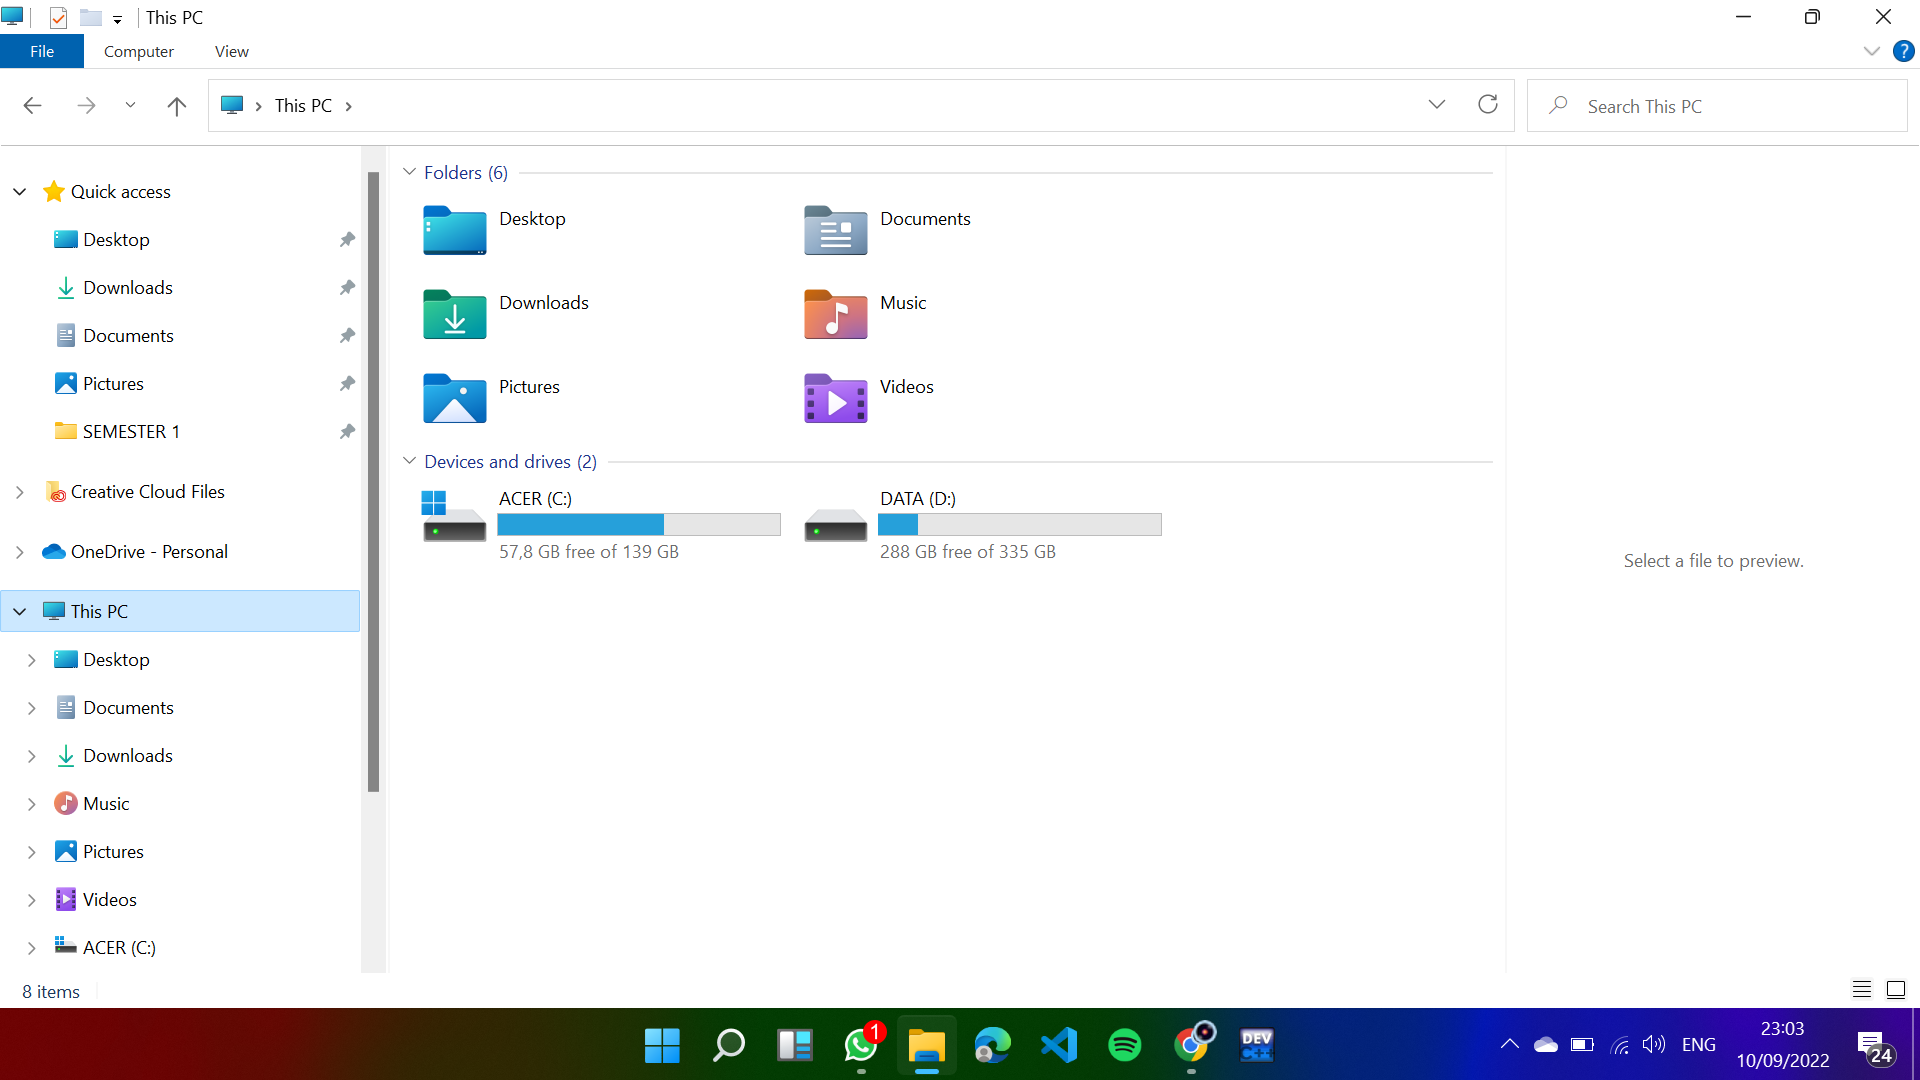 This PC
File Computer View
?
This PC
Search This PC
Quick access
Desktop
Downloads
Documents
Pictures
SEMESTER 1
Creative Cloud Files
OneDrive - Personal
This PC
Desktop
Documents
Downloads
Music
Pictures
Videos
ACER (C:)
Folders (6)
Desktop
Documents
Downloads
Music
Pictures
Videos
Devices and drives (2)
ACER (C:)
57,8 GB free of 139 GB
DATA (D:)
288 GB free of 335 GB
Select a file to preview.
8 items
1
DEV
C++
ENG
23:03
10/09/2022
24